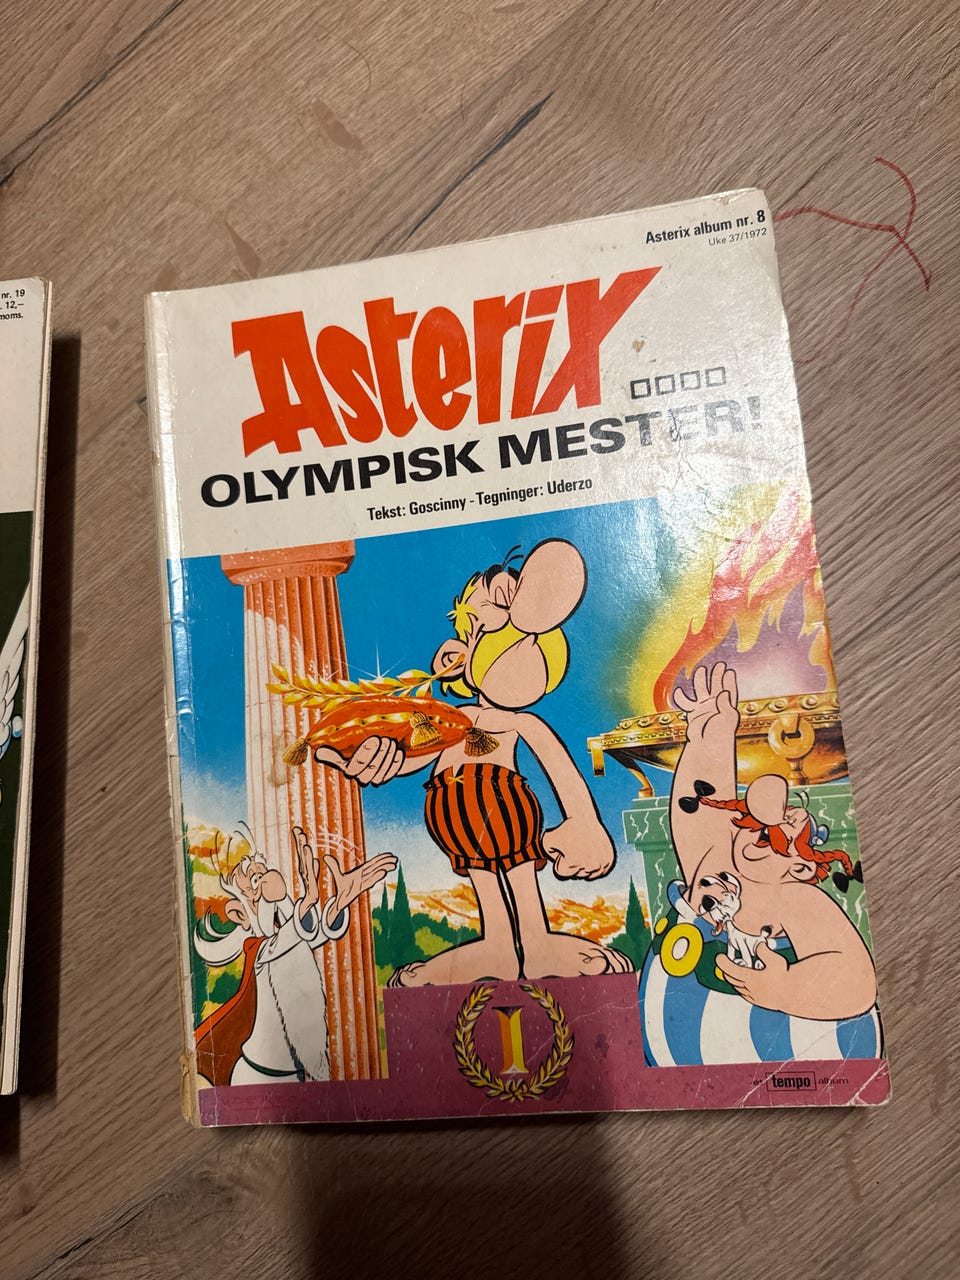 nr. 19
12,–
moms.
Asterix album nr. 8
Uke 37/1972
Asterix
OLYMPISK MESTER!
Tekst: Goscinny - Tegninger: Uderzo
I
et tempo album